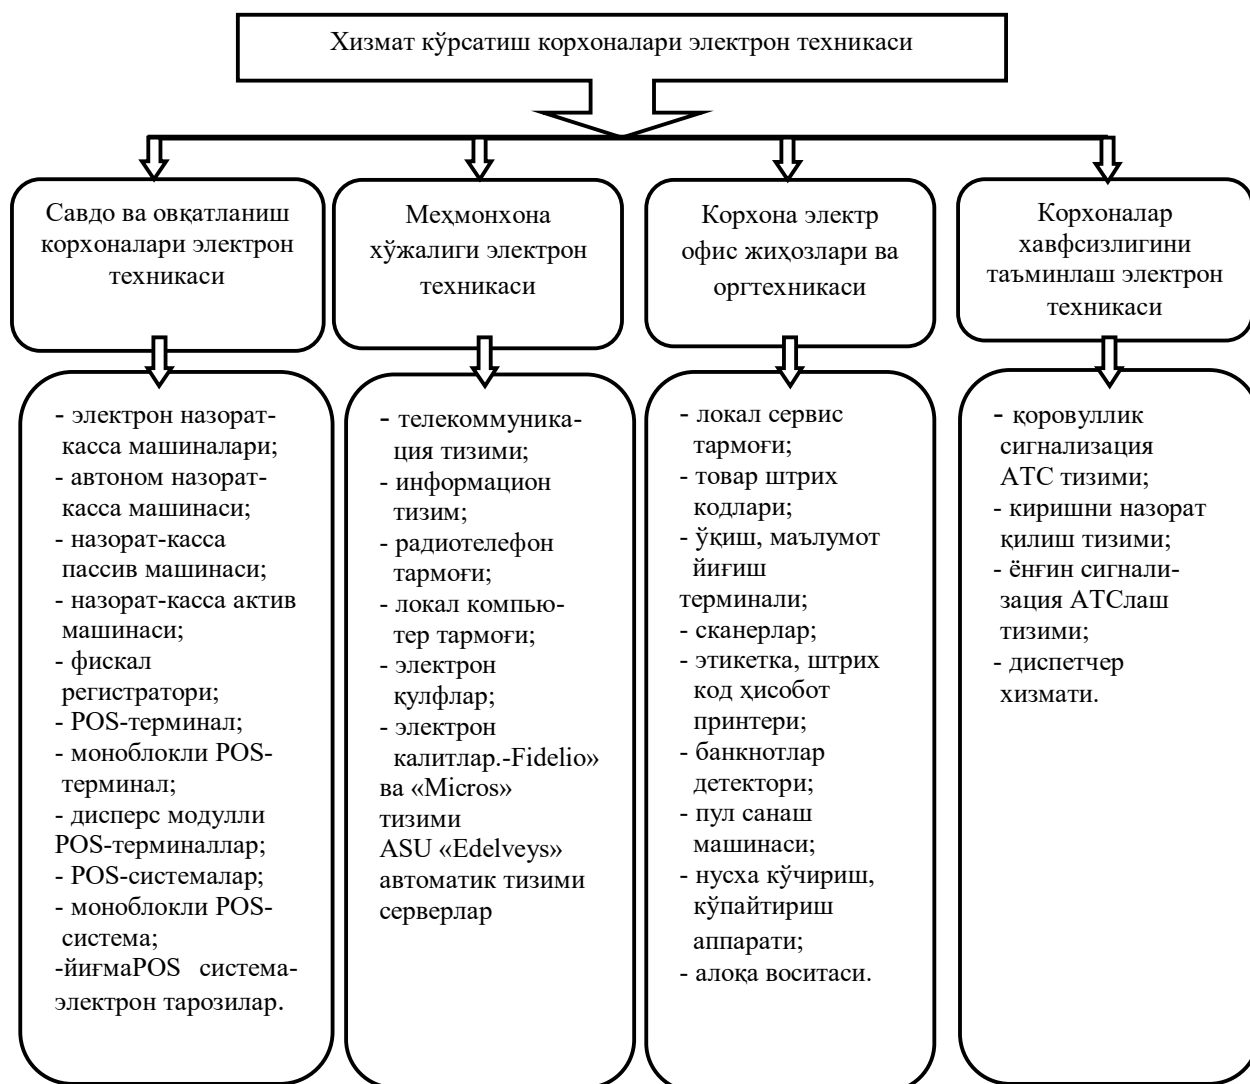 Хизмат кўрсатиш корхоналари электрон техникаси
Савдо ва овқатланиш
корхоналари электрон
техникаси
Меҳмонхона
хўжалиги электрон
техникаси
Корхона электр
офис жиҳозлари ва
оргтехникаси
Корхоналар
хавфсизлигини
таъминлаш электрон
техникаси
- электрон назорат-
касса машиналари;
- автоном назорат-
касса машинаси;
- назорат-касса
пассив машинаси;
- назорат-касса актив
машинаси;
- фискал
регистратори;
- POS-терминал;
- моноблокли POS-
терминал;
- дисперс модулли
POS-терминаллар;
- POS-системалар;
- моноблокли POS-
система;
-йиғмаPOS система-
электрон тарозилар.
- телекоммуника-
ция тизими;
- информацион
тизим;
- радиотелефон
тармоғи;
- локал компью-
тер тармоғи;
- электрон
қулфлар;
- электрон
калитлар.-Fidelio»
ва «Micros»
тизими
ASU «Edelveys»
автоматик тизими
серверлар
- локал сервис
тармоғи;
- товар штрих
кодлари;
- ўқиш, маълумот
йиғиш
терминали;
- сканерлар;
- этикетка, штрих
код ҳисобот
принтери;
- банкнотлар
детектори;
- пул санаш
машинаси;
- нусха кўчириш,
кўпайтириш
аппарати;
- алоқа воситаси.
- қоровуллик
сигнализация
АТС тизими;
- киришни назорат
қилиш тизими;
- ёнғин сигнали-
зация АТСлаш
тизими;
- диспетчер
хизмати.